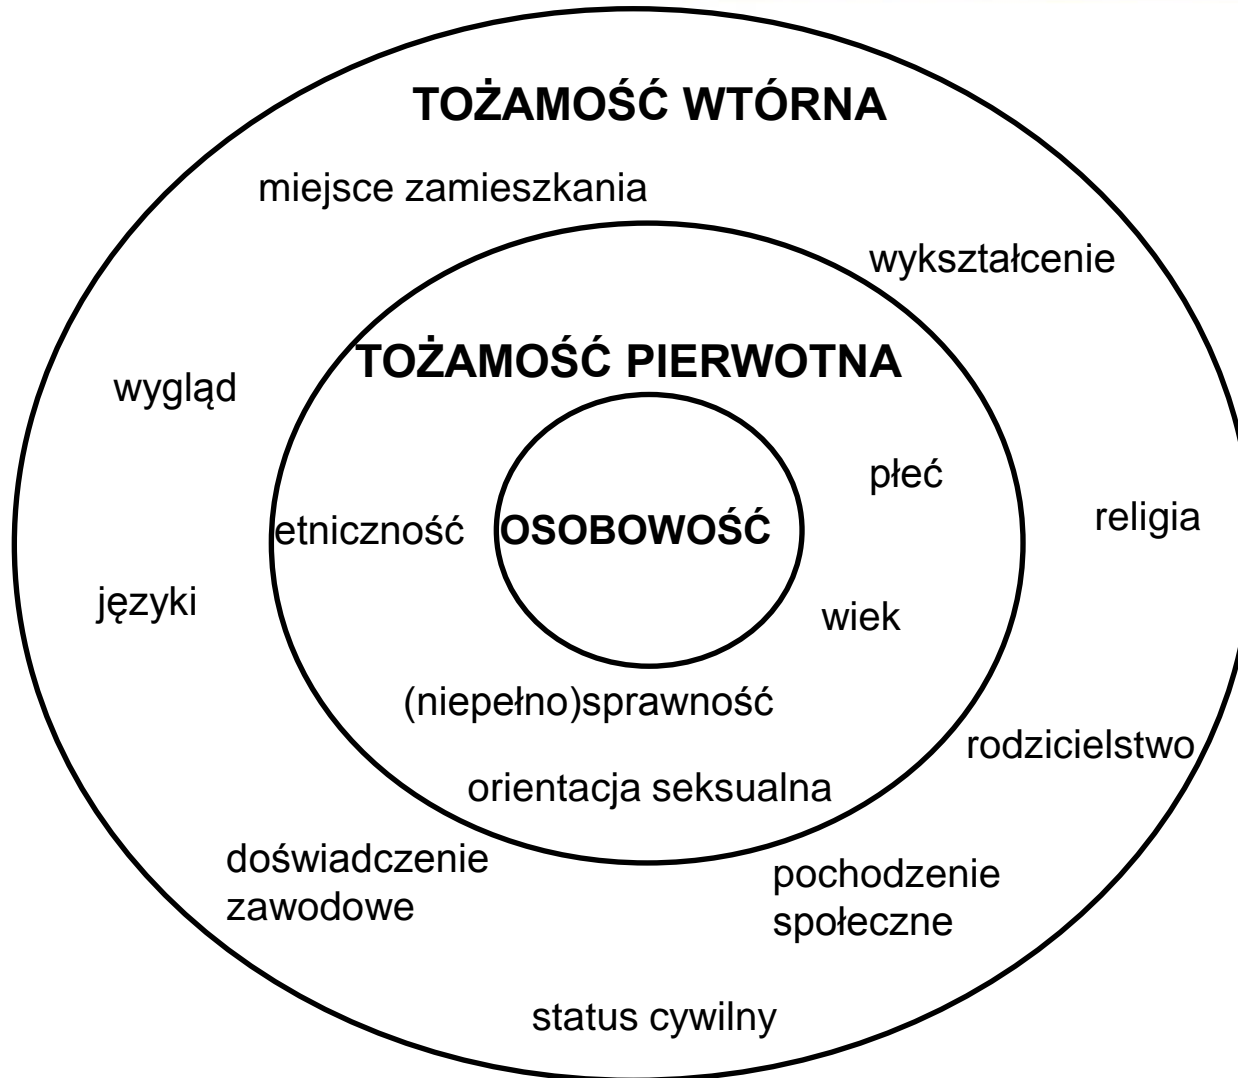 TOŻAMOŚĆ WTÓRNA
miejsce zamieszkania
wykształcenie
TOŻAMOŚĆ PIERWOTNA
wygląd
płeć
religia
etniczność
OSOBOWOŚĆ
języki
wiek
(niepełno)sprawność
rodzicielstwo
orientacja seksualna
doświadczenie
zawodowe
pochodzenie
społeczne
status cywilny